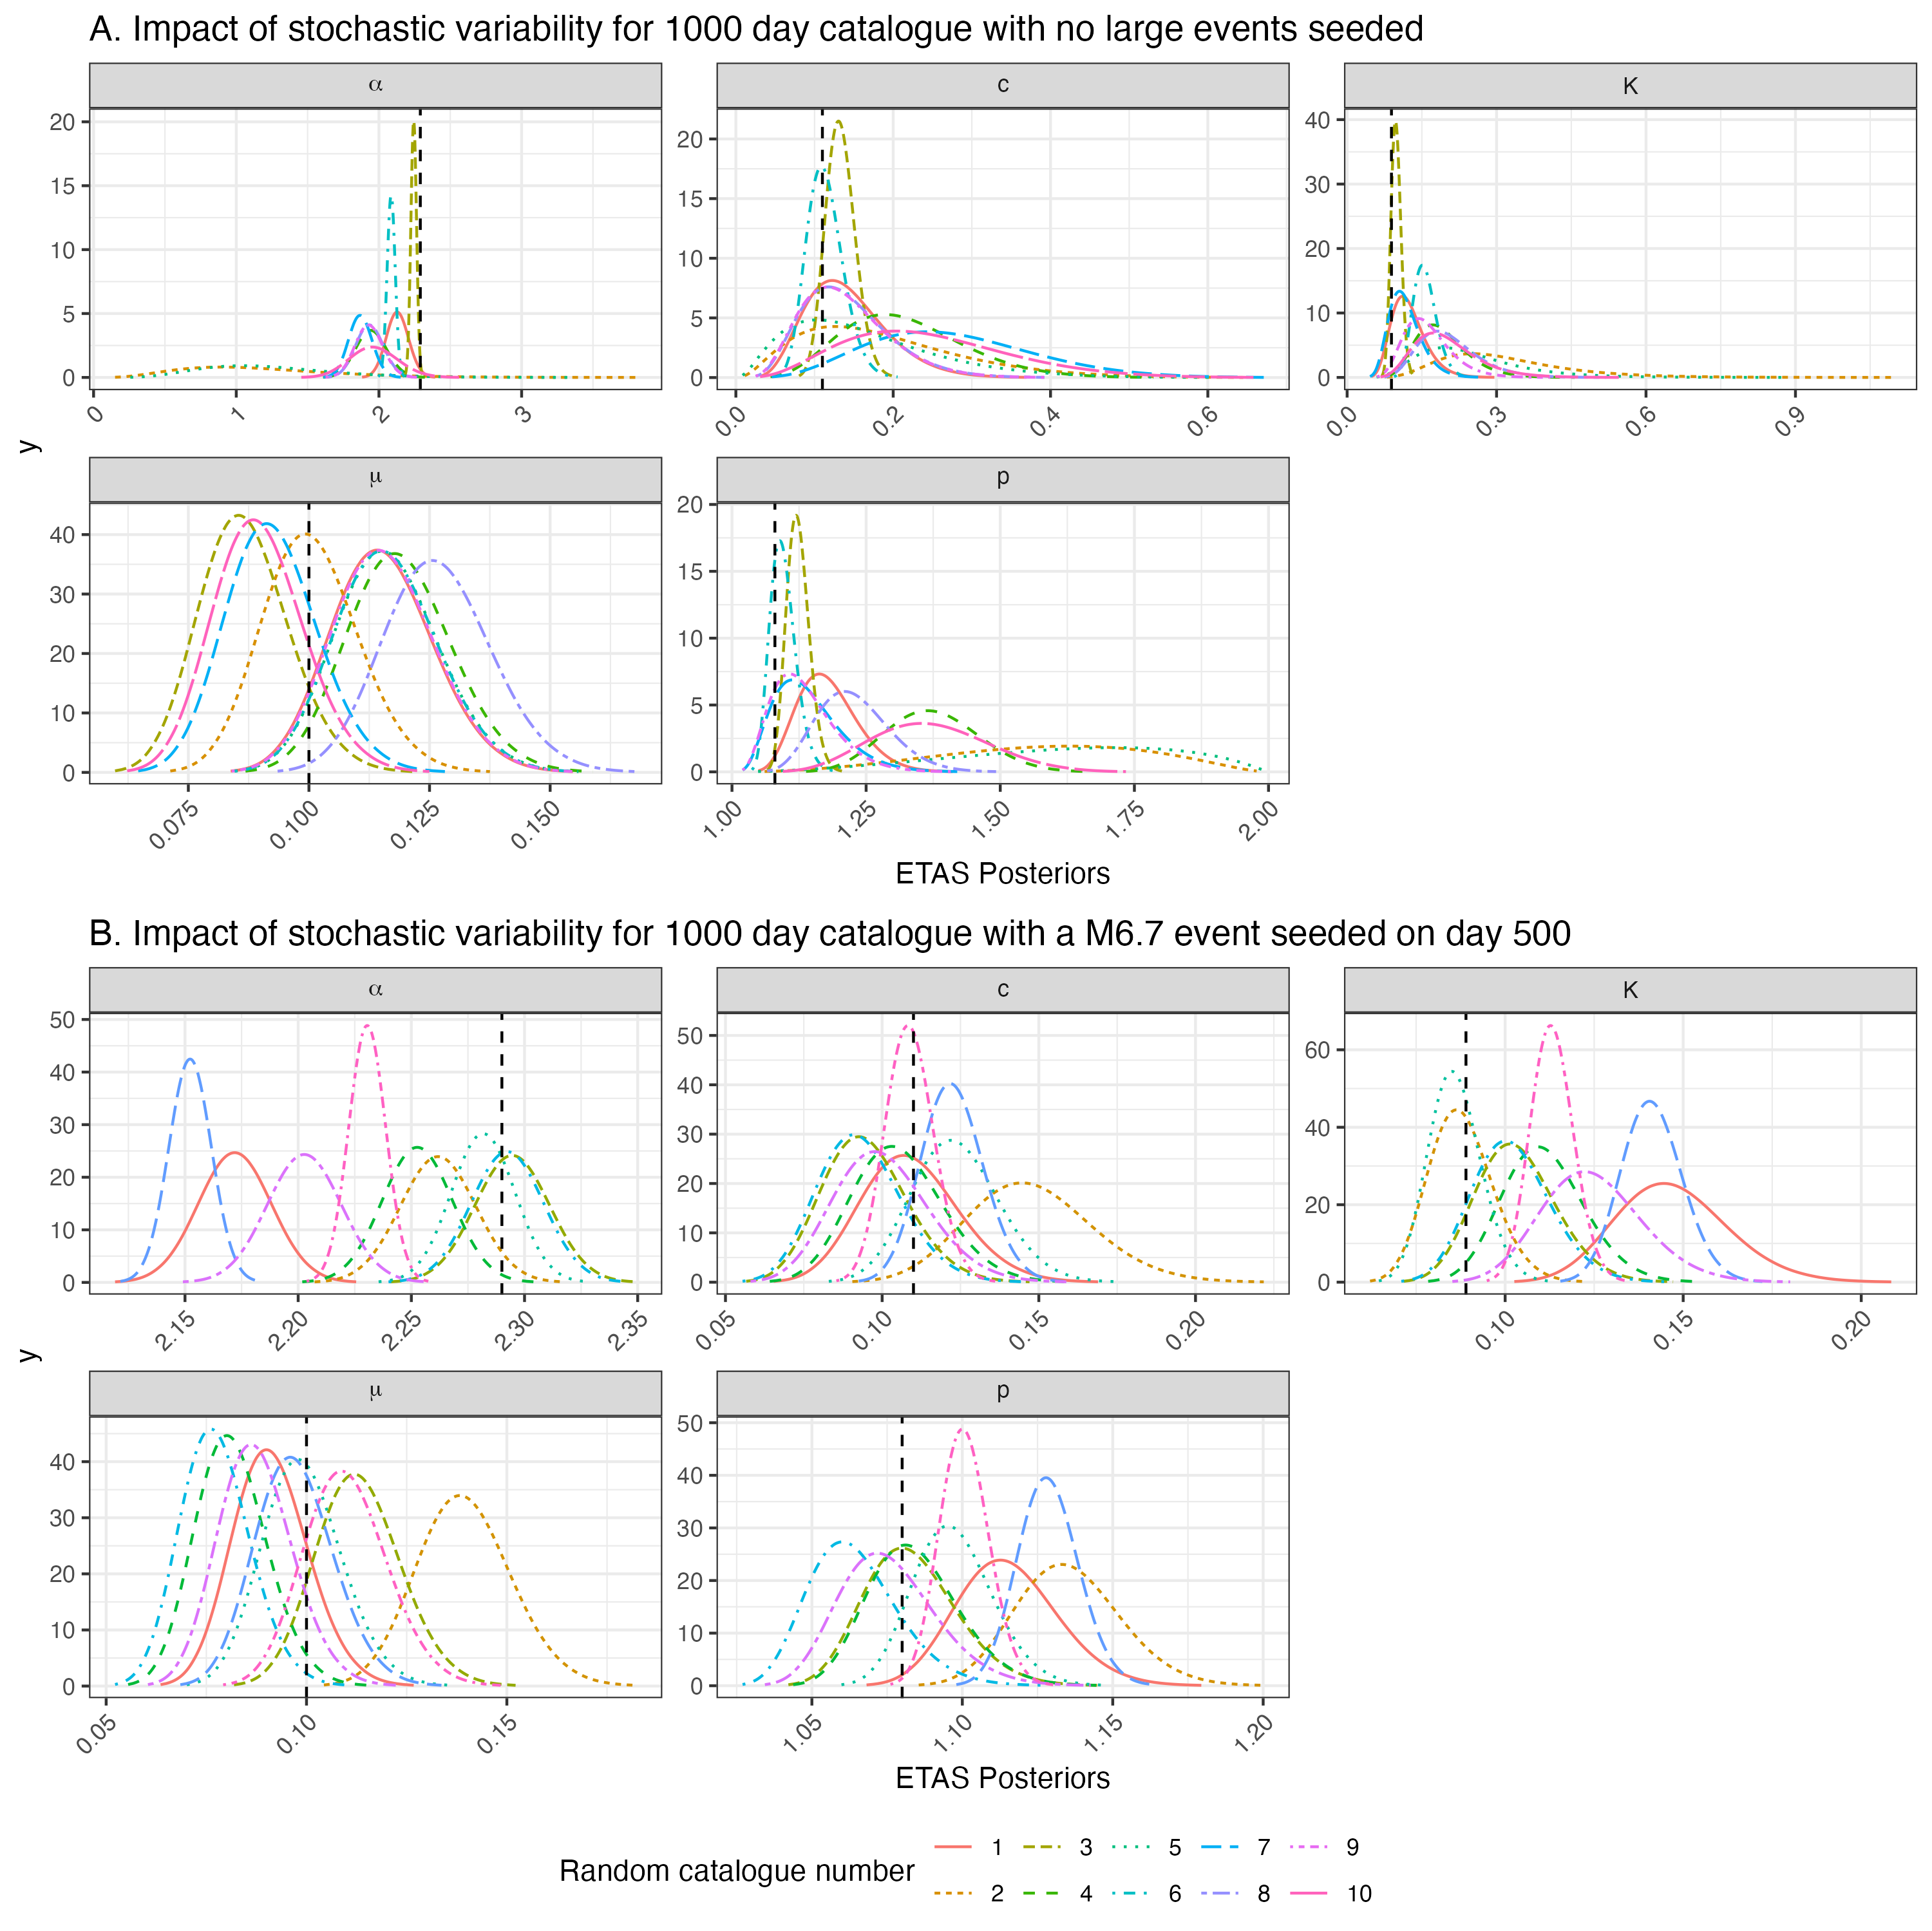 A. Impact of stochastic variability for 1000 day catalogue with no large events seeded
α c K
20 15 10 5 0
0 1 2 3
20 15 10 5 0
0.0 0.2 0.4 0.6
40 30 20 10 0
0.0 0.3 0.6 0.9
y
μ p
40 30 20 10 0
0.075 0.100 0.125 0.150
20 15 10 5 0
1.00 1.25 1.50 1.75 2.00
ETAS Posteriors
B. Impact of stochastic variability for 1000 day catalogue with a M6.7 event seeded on day 500
α c K
50 40 30 20 10 0
2.15 2.20 2.25 2.30 2.35
50 40 30 20 10 0
0.05 0.10 0.15 0.20
60 40 20 0
0.10 0.15 0.20
y
μ p
40 30 20 10 0
0.05 0.10 0.15
50 40 30 20 10 0
1.05 1.10 1.15 1.20
ETAS Posteriors
Random catalogue number
1 3 5 7 9
2 4 6 8 10